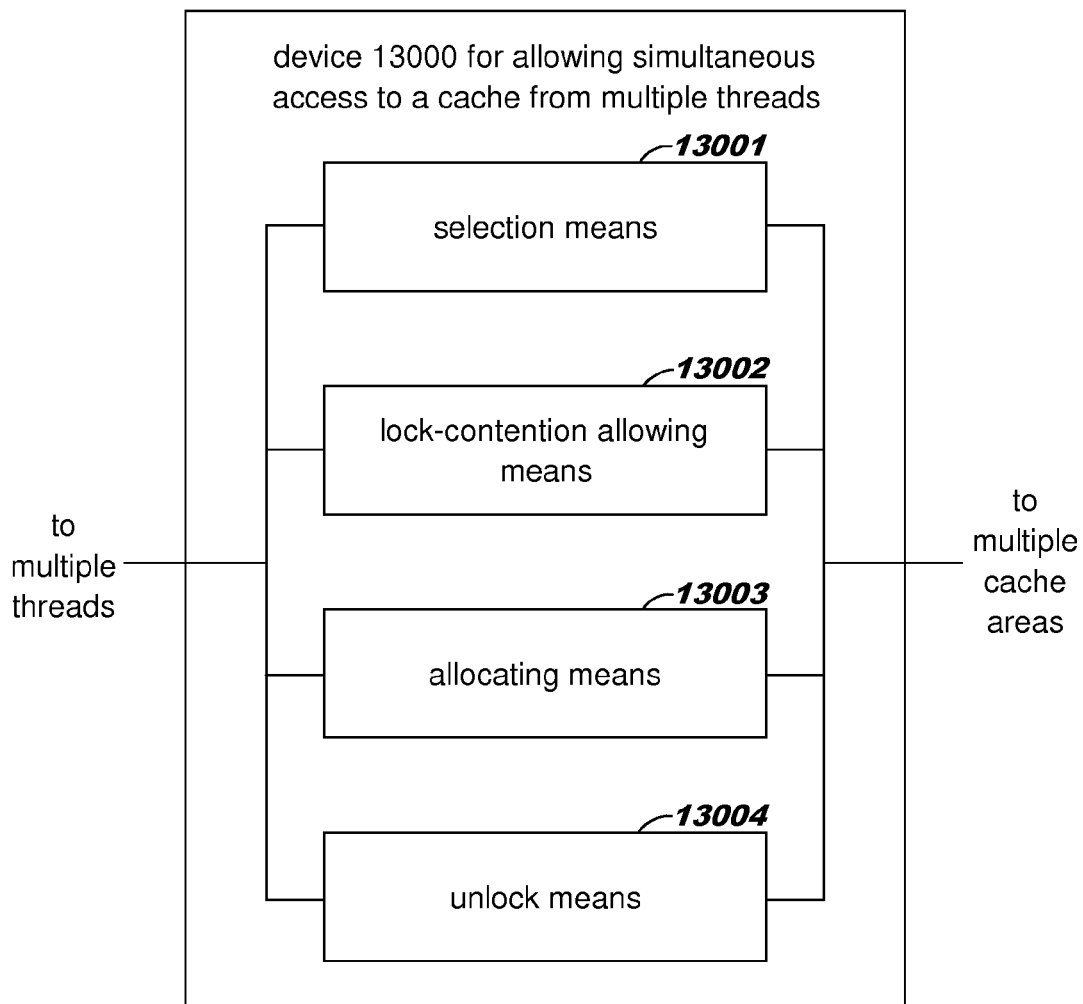 device 13000 for allowing simultaneous
access to a cache from multiple threads
13001
selection means
13002
lock-contention allowing
means
to
multiple
threads
to
multiple
cache
areas
13003
allocating means
13004
unlock means